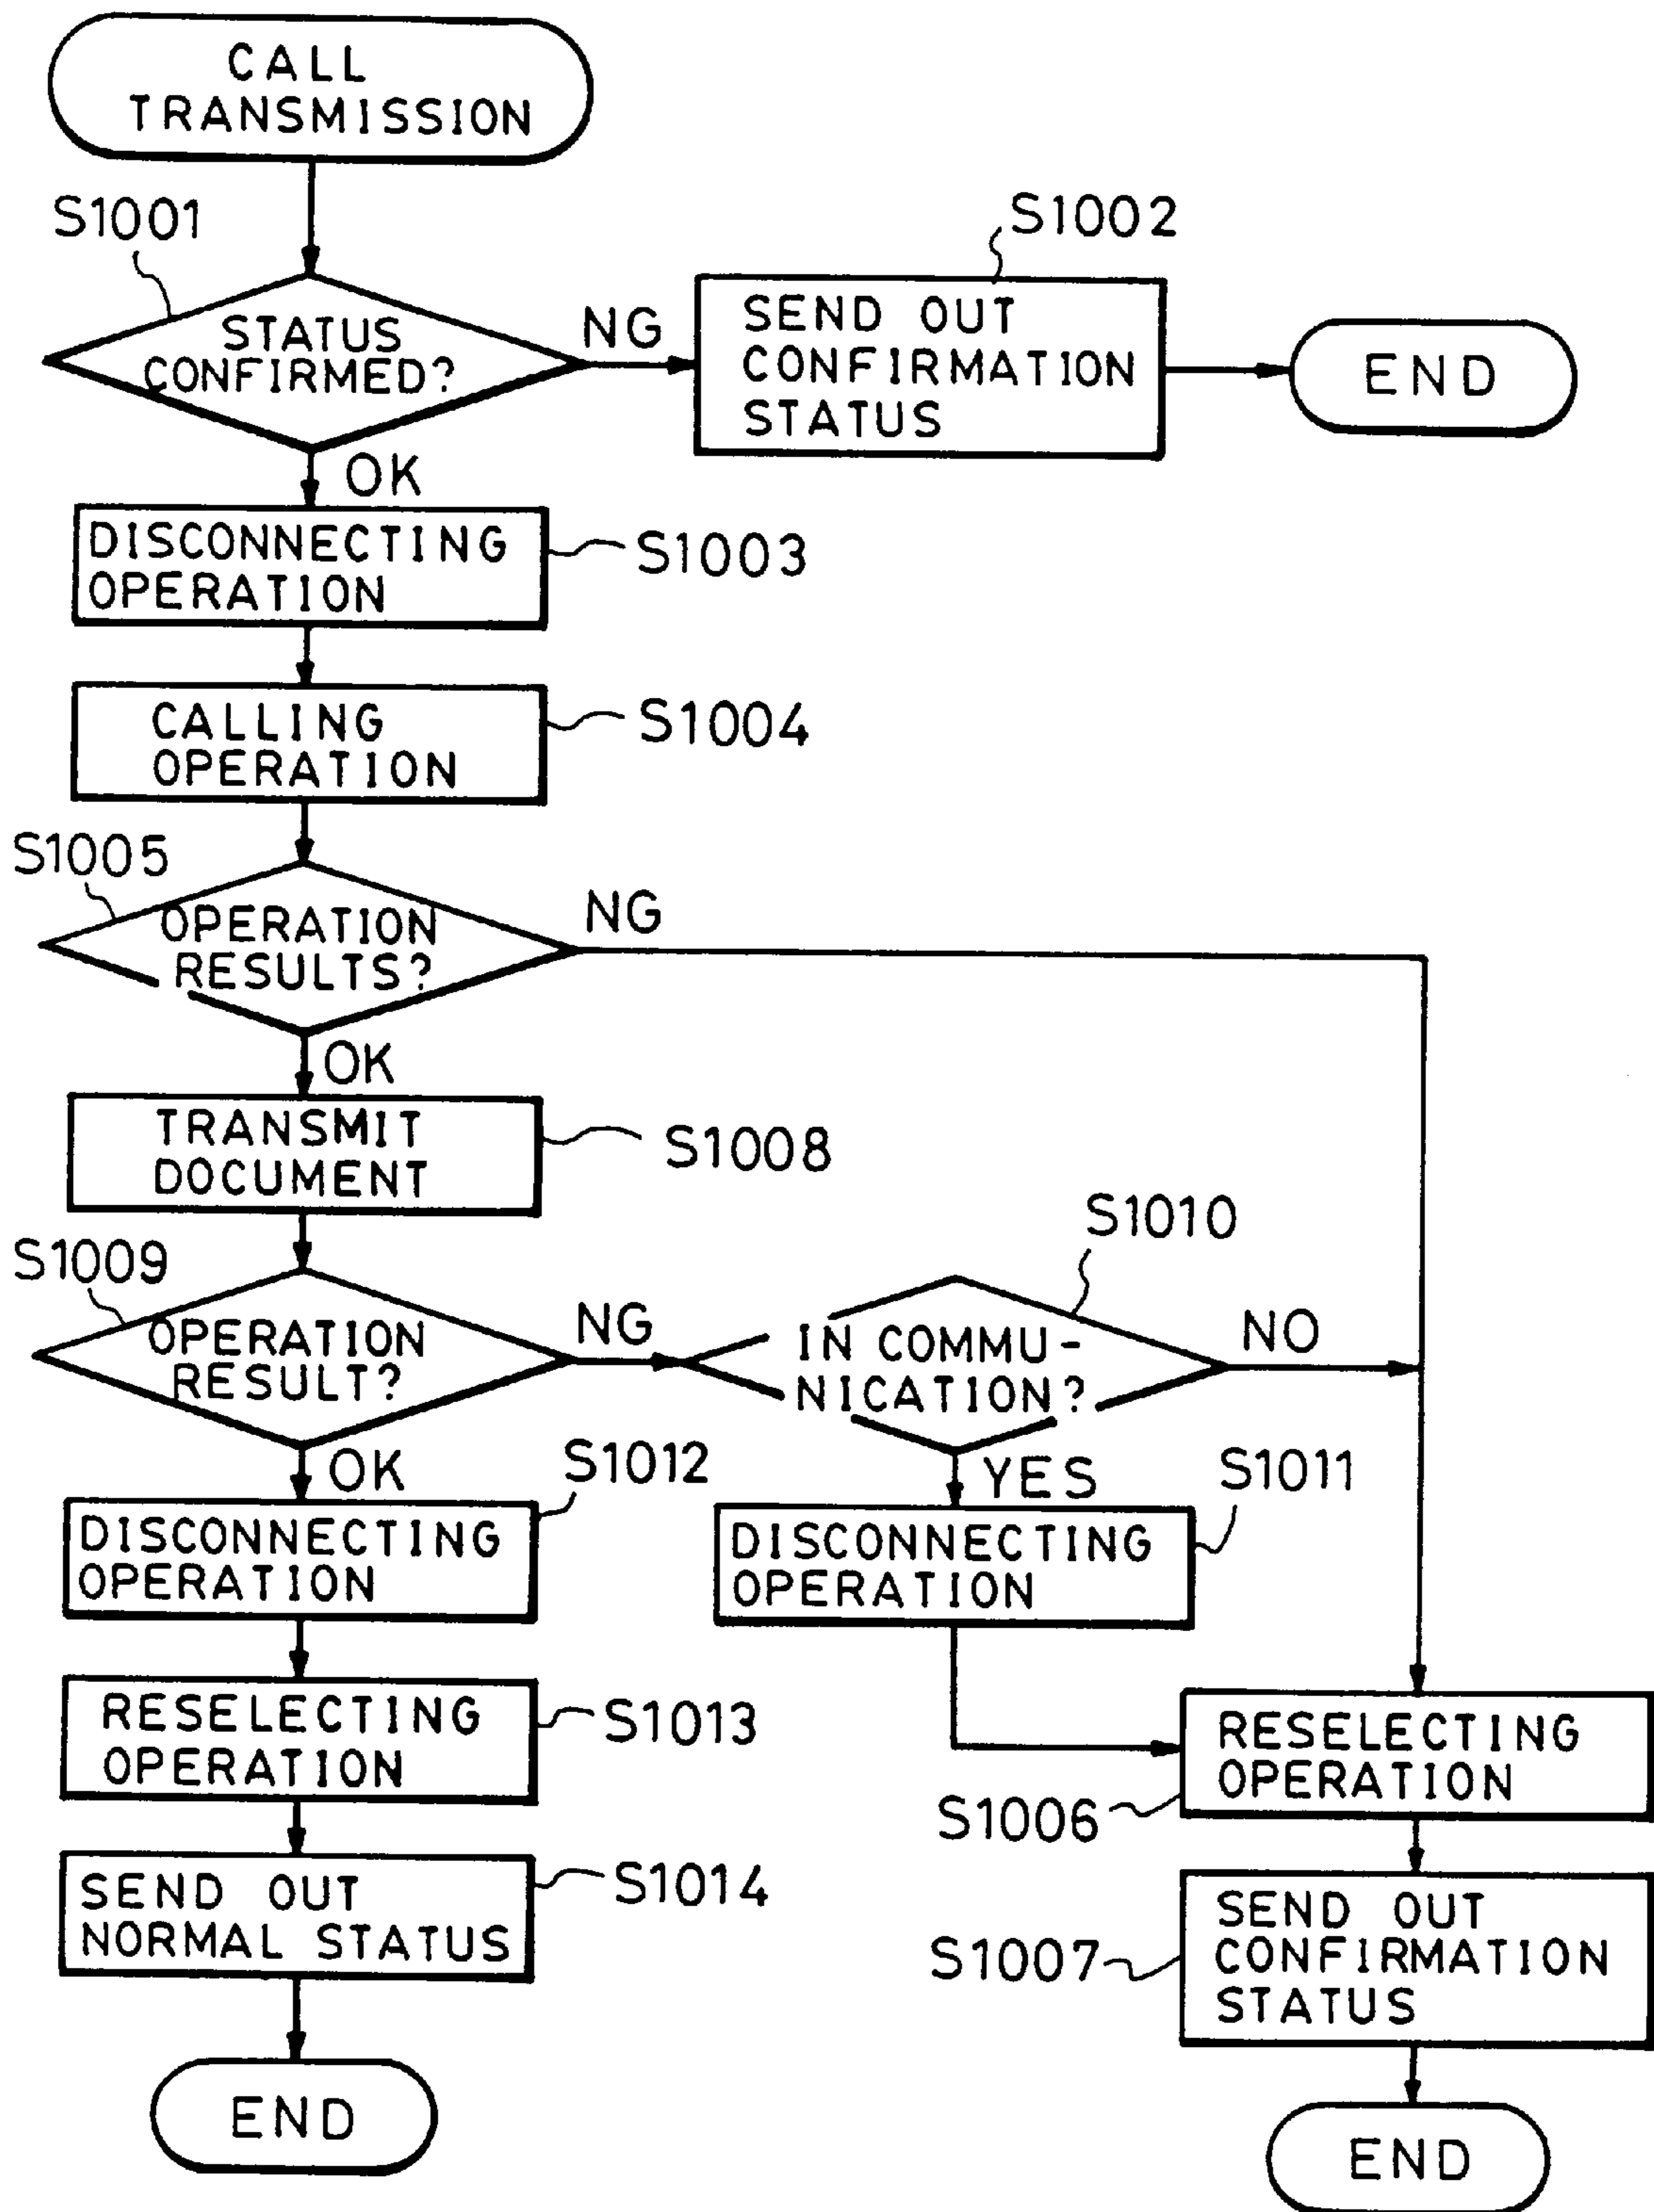 CALL
TRANSMISSION
S1001
STATUS
CONFIRMED?
NG
S1002
SEND OUT
CONFIRMATION
STATUS
END
OK
DISCONNECTING
OPERATION
S1003
CALLING
OPERATION
S1004
S1005
OPERATION
RESULTS?
NG
OK
TRANSMIT
DOCUMENT
S1008
S1009
OPERATION
RESULT?
NG
S1010
IN COMMU-
NICATION?
NO
OK
S1012
DISCONNECTING
OPERATION
YES
S1011
DISCONNECTING
OPERATION
RESELECTING
OPERATION
S1013
RESELECTING
OPERATION
S1006
SEND OUT
NORMAL STATUS
S1014
SEND OUT
CONFIRMATION
STATUS
S1007
END
END